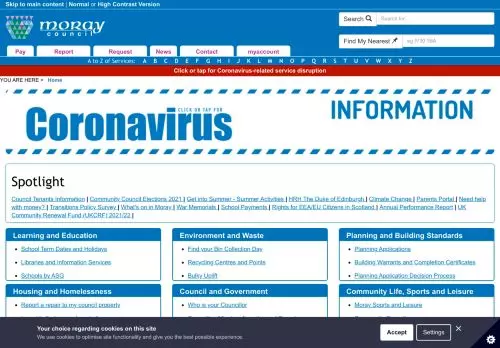 Skip to main content | Normal or High Contrast Version
moray council
Search
Search for:
Find My Nearest
eg IV30 1BX
Pay
Report
Request
News
Contact
myaccount
A to Z of Services: A B C D E F G H I J K L M N O P Q R S T U V W X Y Z
Click or tap for Coronavirus-related service disruption
YOU ARE HERE > Home
CLICK OR TAP FOR
Coronavirus INFORMATION
Spotlight
Council Tenants Information | Community Council Elections 2021 | Get into Summer - Summer Activities | HRH The Duke of Edinburgh | Climate Change | Parents Portal | Need help
with money? | Transitions Policy Survey | What's on in Moray | War Memorials | School Payments | Rights for EEA/EU Citizens in Scotland | Annual Performance Report | UK
Community Renewal Fund (UKCRF) 2021/22 |
Learning and Education
School Term Dates and Holidays
Libraries and Information Services
Schools by ASG
Environment and Waste
Find your Bin Collection Day
Recycling Centres and Points
Bulky Uplift
Planning and Building Standards
Planning Applications
Building Warrants and Completion Certificates
Planning Application Decision Process
Housing and Homelessness
Report a repair to my council property
Council and Government
Who is your Councillor
Community Life, Sports and Leisure
Moray Sports and Leisure
Your choice regarding cookies on this site
We use cookies to optimise site functionality and give you the best possible experience.
Accept
Settings